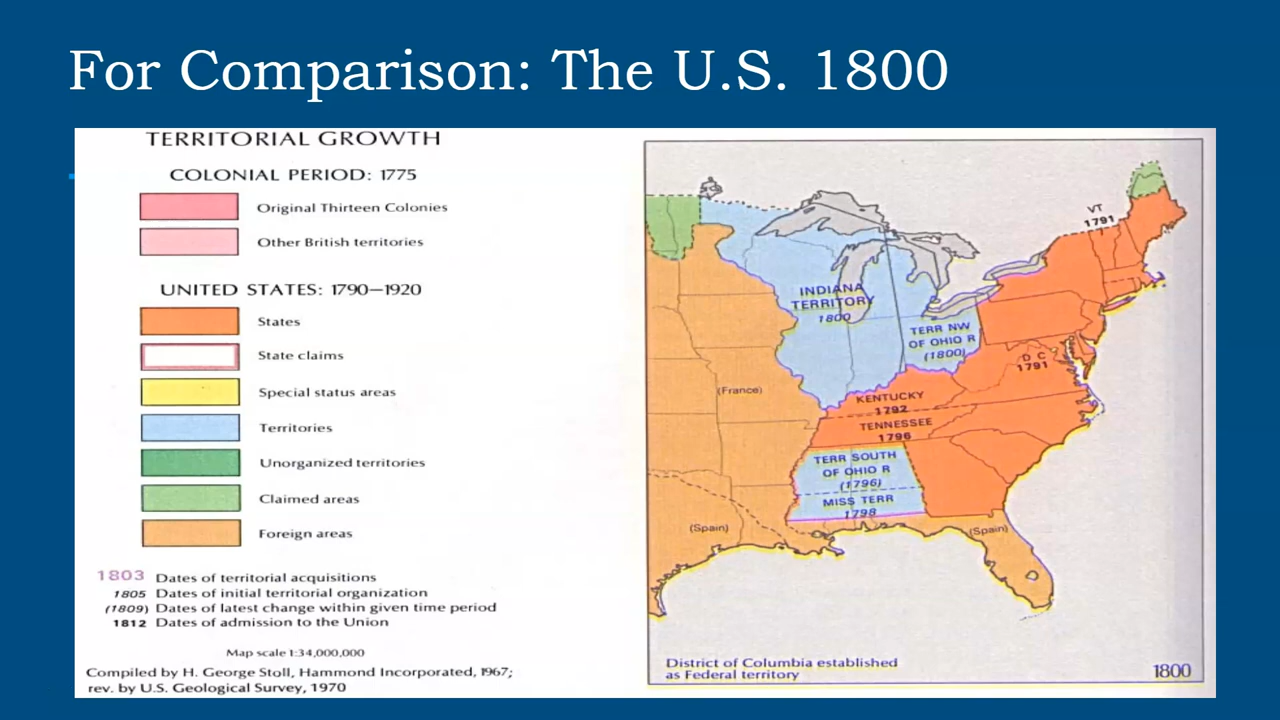 For Comparison: The U.S. 1800
TERRITORIAL GROWTH
COLONIAL PERIOD: 1775
Original Thirteen Colonies
Other British territories
UNITED STATES: 1790–1920
States
State claims
Special status areas
Territories
Unorganized territories
Claimed areas
Foreign areas
1803 Dates of territorial acquisitions
1805 Dates of initial territorial organization
(1809) Dates of latest change within given time period
1812 Dates of admission to the Union
Map scale 1:34,000,000
Compiled by H. George Stoll, Hammond Incorporated, 1967;
rev. by U.S. Geological Survey, 1970
VT
1791
INDIANA
TERRITORY
1800
TERR NW
OF OHIO R
(1800)
D C
1791
(France)
KENTUCKY
1792
TENNESSEE
1796
TERR SOUTH
OF OHIO R
(1796)
MISS TERR
1798
(Spain)
(Spain)
District of Columbia established
as Federal territory
1800